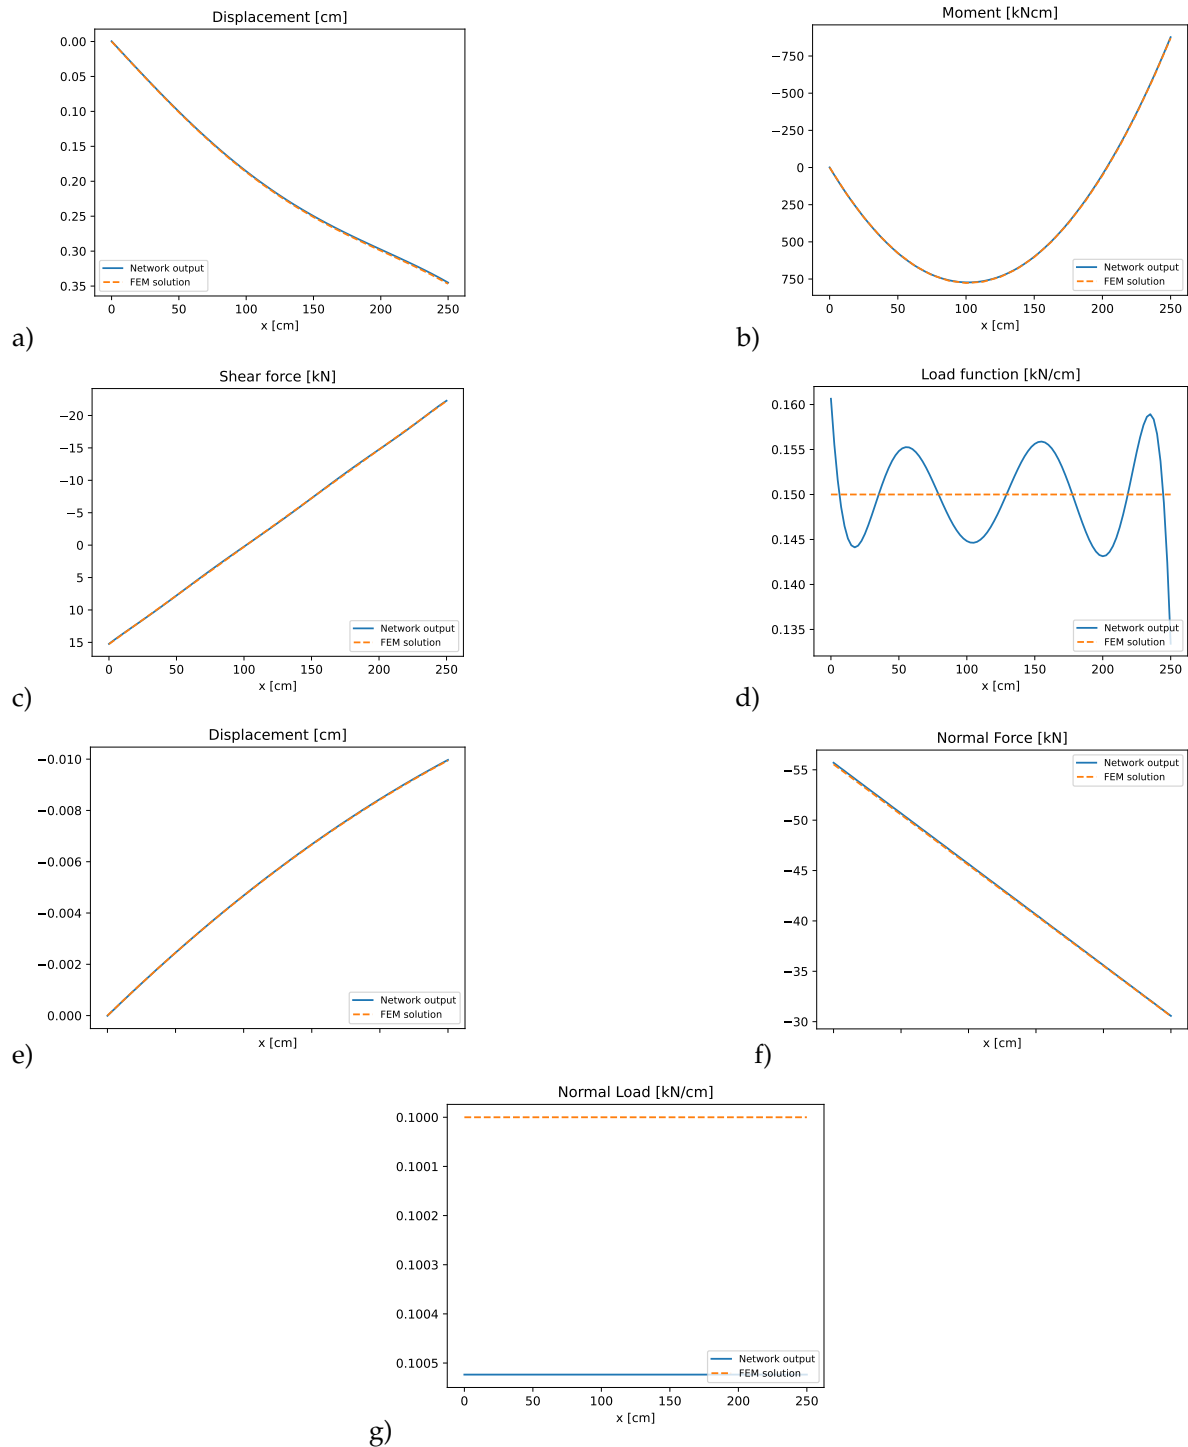 Displacement [cm]
0.00
0.05
0.10
0.15
0.20
0.25
0.30
0.35
Network output
FEM solution
0 50 100 150 200 250
x [cm]
a)
Moment [kNcm]
−750
−500
−250
0
250
500
750
Network output
FEM solution
0 50 100 150 200 250
x [cm]
b)
Shear force [kN]
−20
−15
−10
−5
0
5
10
15
Network output
FEM solution
0 50 100 150 200 250
x [cm]
c)
Load function [kN/cm]
0.160
0.155
0.150
0.145
0.140
0.135
Network output
FEM solution
0 50 100 150 200 250
x [cm]
d)
Displacement [cm]
−0.010
−0.008
−0.006
−0.004
−0.002
0.000
Network output
FEM solution
x [cm]
e)
Normal Force [kN]
−55
−50
−45
−40
−35
−30
Network output
FEM solution
x [cm]
f)
Normal Load [kN/cm]
0.1000
0.1001
0.1002
0.1003
0.1004
0.1005
Network output
FEM solution
0 50 100 150 200 250
x [cm]
g)